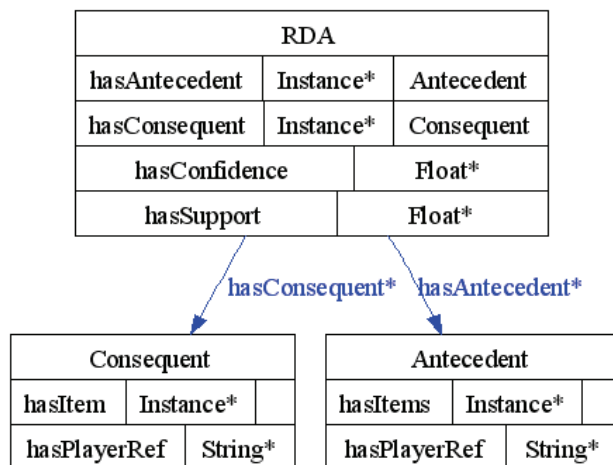 RDA
hasAntecedent Instance* Antecedent
hasConsequent Instance* Consequent
hasConfidence Float*
hasSupport Float*
hasConsequent* hasAntecedent*
Consequent Antecedent
hasItem Instance* hasItems Instance*
hasPlayerRef String* hasPlayerRef String*